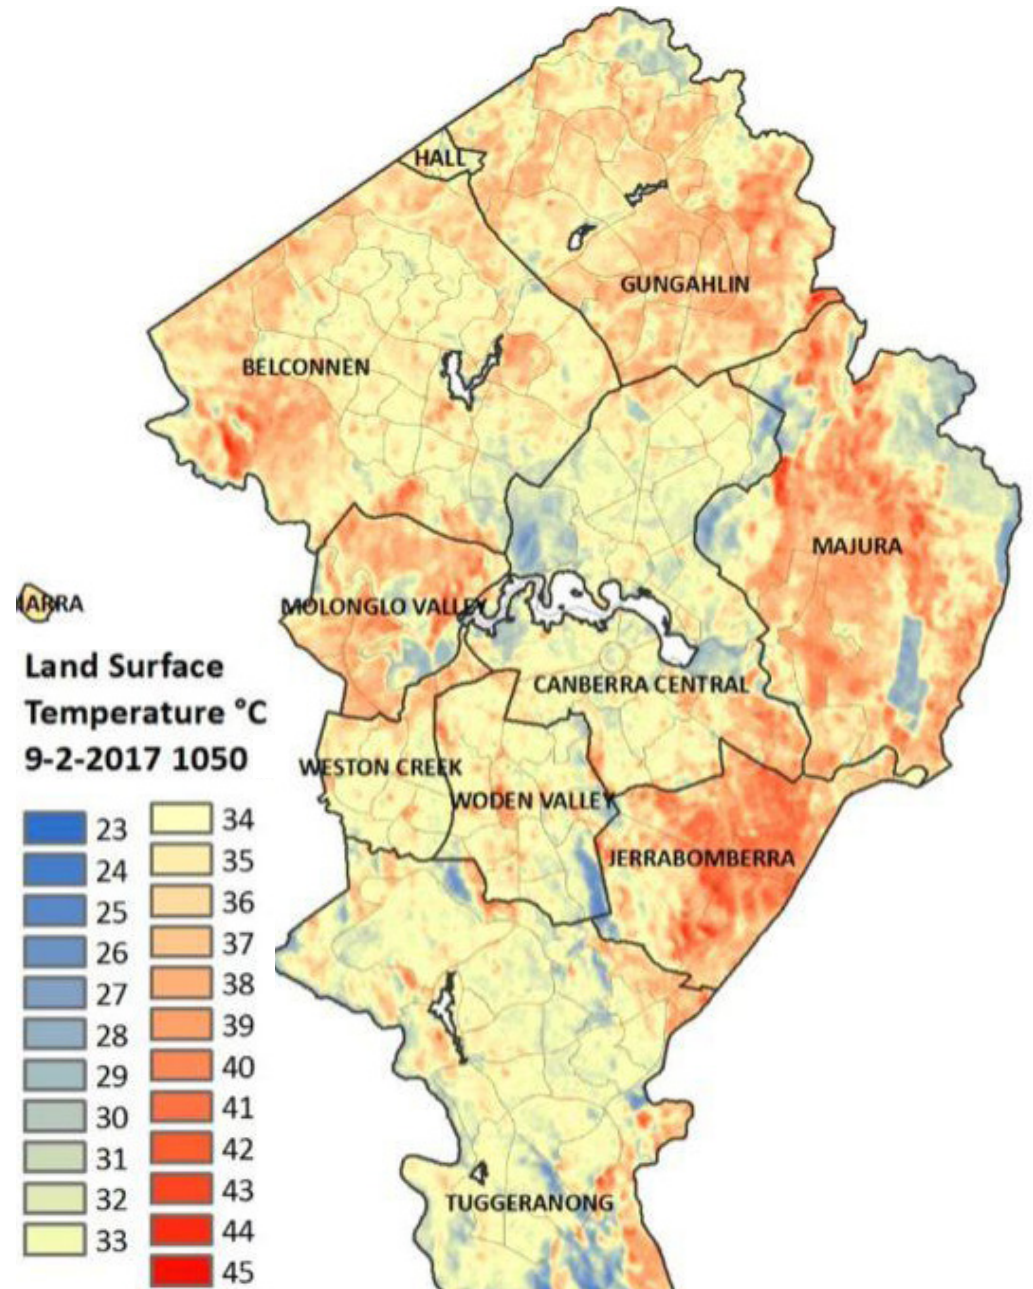 HALL
GUNGAHLIN
BELCONNEN
MAJURA
MOLONGLO VALLEY
CANBERRA CENTRAL
WESTON CREEK
WODEN VALLEY
JERRABOMBERRA
TUGGERANONG
Land Surface
Temperature °C
9-2-2017 1050
23
24
25
26
27
28
29
30
31
32
33
34
35
36
37
38
39
40
41
42
43
44
45